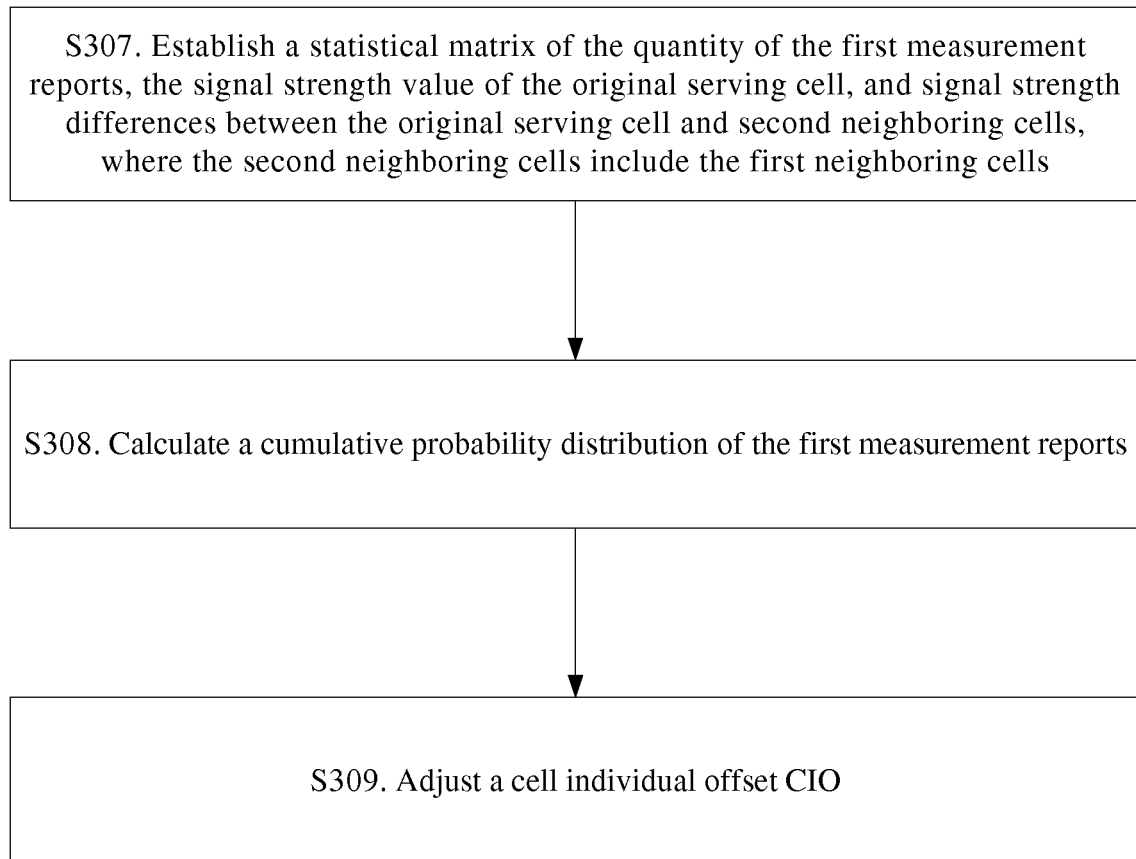 S307. Establish a statistical matrix of the quantity of the first measurement
reports, the signal strength value of the original serving cell, and signal strength
differences between the original serving cell and second neighboring cells,
where the second neighboring cells include the first neighboring cells
S308. Calculate a cumulative probability distribution of the first measurement reports
S309. Adjust a cell individual offset CIO